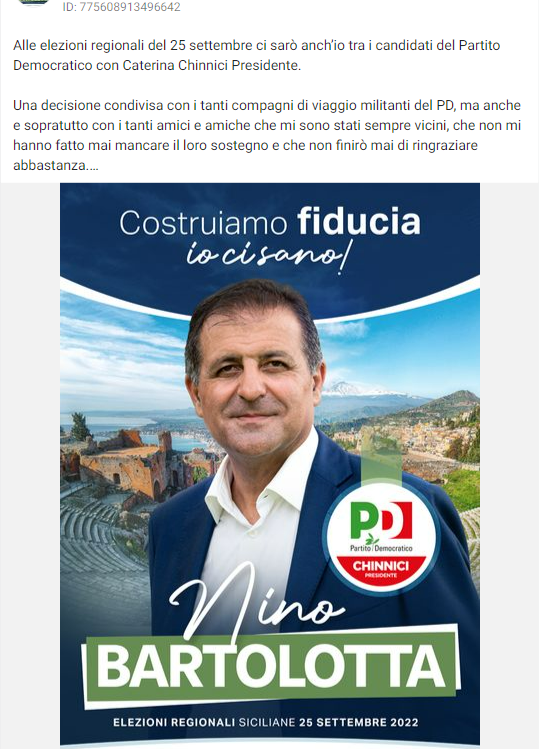 ID: 775608913496642
Alle elezioni regionali del 25 settembre ci sarò anch'io tra i candidati del Partito
Democratico con Caterina Chinnici Presidente.
Una decisione condivisa con i tanti compagni di viaggio militanti del PD, ma anche
e sopratutto con i tanti amici e amiche che mi sono stati sempre vicini, che non mi
hanno fatto mai mancare il loro sostegno e che non finirò mai di ringraziare
abbastanza....
Costruiamo fiducia
io ci sano!
PD
Partito Democratico
CHINNICI
PRESIDENTE
Nino
BARTOLOTTA
ELEZIONI REGIONALI SICILIANE 25 SETTEMBRE 2022